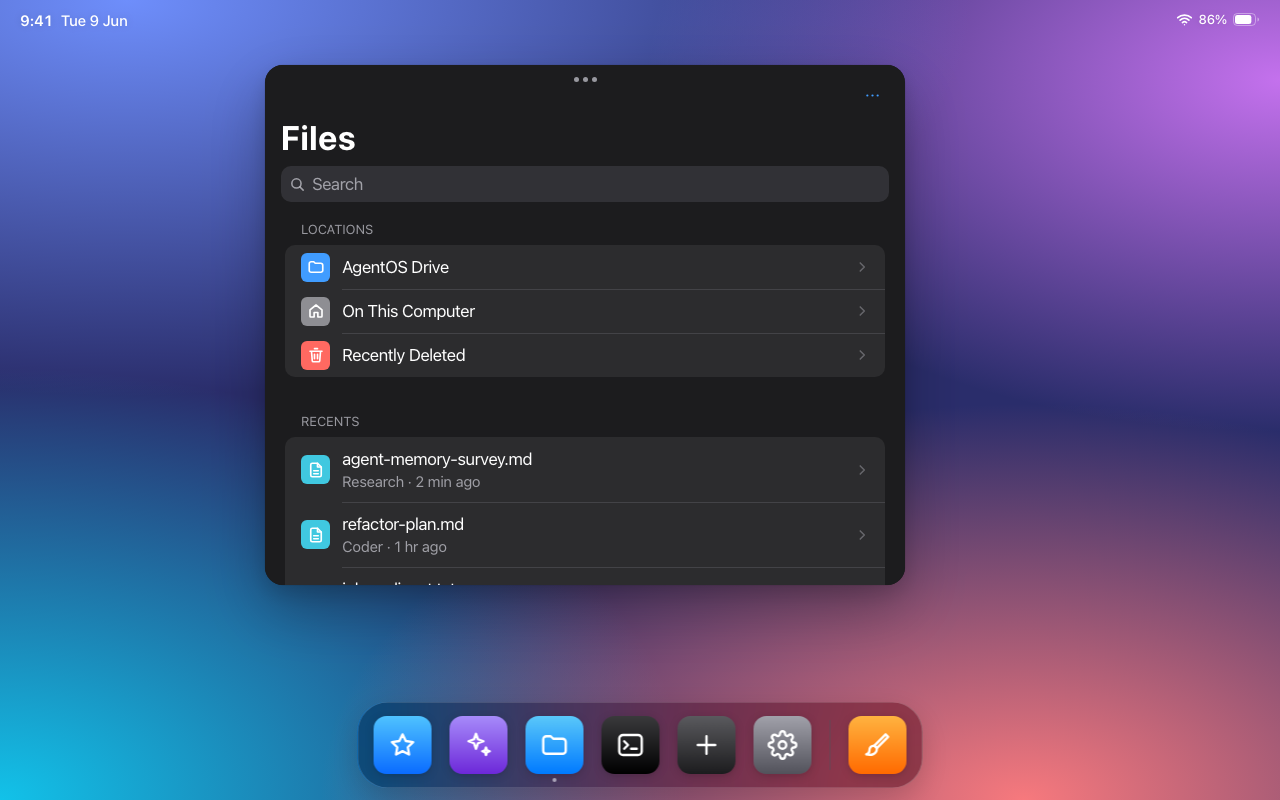 9:41 Tue 9 Jun
86%
Files
Search
LOCATIONS
AgentOS Drive
On This Computer
Recently Deleted
RECENTS
agent-memory-survey.md
Research · 2 min ago
refactor-plan.md
Coder · 1 hr ago